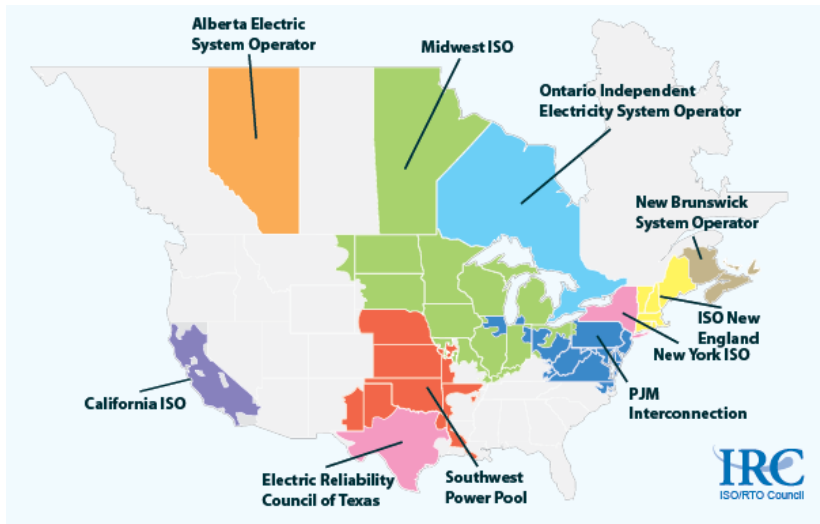 Alberta Electric
System Operator
Midwest ISO
Ontario Independent
Electricity System Operator
New Brunswick
System Operator
ISO New
England
New York ISO
PJM
Interconnection
California ISO
Electric Reliability
Council of Texas
Southwest
Power Pool
IRC
ISO/RTO Council